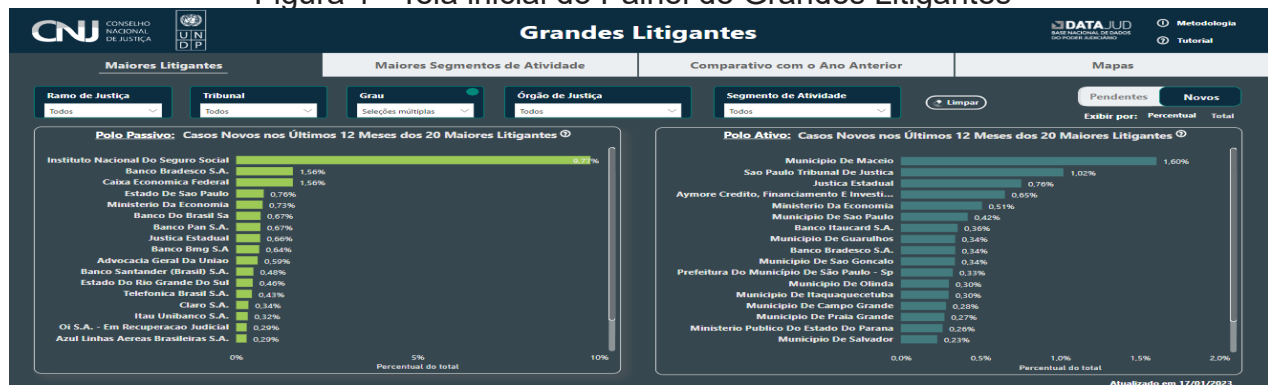 Figura 1 - Tela inicial do Painel de Grandes Litigantes
CNJ CONSELHO NACIONAL DE JUSTIÇA
UN
DP
Grandes Litigantes
DATAJUD
BASE NACIONAL DE DADOS
DO PODER JUDICIÁRIO
Metodologia
Tutorial
Maiores Litigantes
Maiores Segmentos de Atividade
Comparativo com o Ano Anterior
Mapas
Ramo de Justiça
Todos
Tribunal
Todos
Grau
Seleções múltiplas
Órgão de Justiça
Todos
Segmento de Atividade
Todos
Limpar
Pendentes
Novos
Exibir por: Percentual Total
Polo Passivo: Casos Novos nos Últimos 12 Meses dos 20 Maiores Litigantes
Instituto Nacional Do Seguro Social
Banco Bradesco S.A. 1,56%
Caixa Economica Federal 1,56%
Estado De Sao Paulo 0,76%
Ministerio Da Economia 0,73%
Banco Do Brasil Sa 0,67%
Banco Pan S.A. 0,67%
Justica Estadual 0,66%
Banco Bmg S.A 0,64%
Advocacia Geral Da Uniao 0,59%
Banco Santander (Brasil) S.A. 0,48%
Estado Do Rio Grande Do Sul 0,46%
Telefonica Brasil S.A. 0,43%
Claro S.A. 0,34%
Itau Unibanco S.A. 0,32%
Oi S.A. - Em Recuperacao Judicial 0,29%
Azul Linhas Aereas Brasileiras S.A. 0,29%
0% 5% 10%
Percentual do total
Polo Ativo: Casos Novos nos Últimos 12 Meses dos 20 Maiores Litigantes
Municipio De Maceio 1,60%
Sao Paulo Tribunal De Justica 1,02%
Justica Estadual 0,76%
Aymore Credito, Financiamento E Investi... 0,65%
Ministerio Da Economia 0,51%
Municipio De Sao Paulo 0,42%
Banco Itaucard S.A. 0,36%
Municipio De Guarulhos 0,34%
Banco Bradesco S.A. 0,34%
Municipio De Sao Goncalo 0,34%
Prefeitura Do Município De São Paulo - Sp 0,33%
Municipio De Olinda 0,30%
Municipio De Itaquaquecetuba 0,30%
Municipio De Campo Grande 0,28%
Municipio De Praia Grande 0,27%
Ministerio Publico Do Estado Do Parana 0,26%
Municipio De Salvador 0,23%
0,0% 0,5% 1,0% 1,5% 2,0%
Percentual do total
Atualizado em 17/01/2023